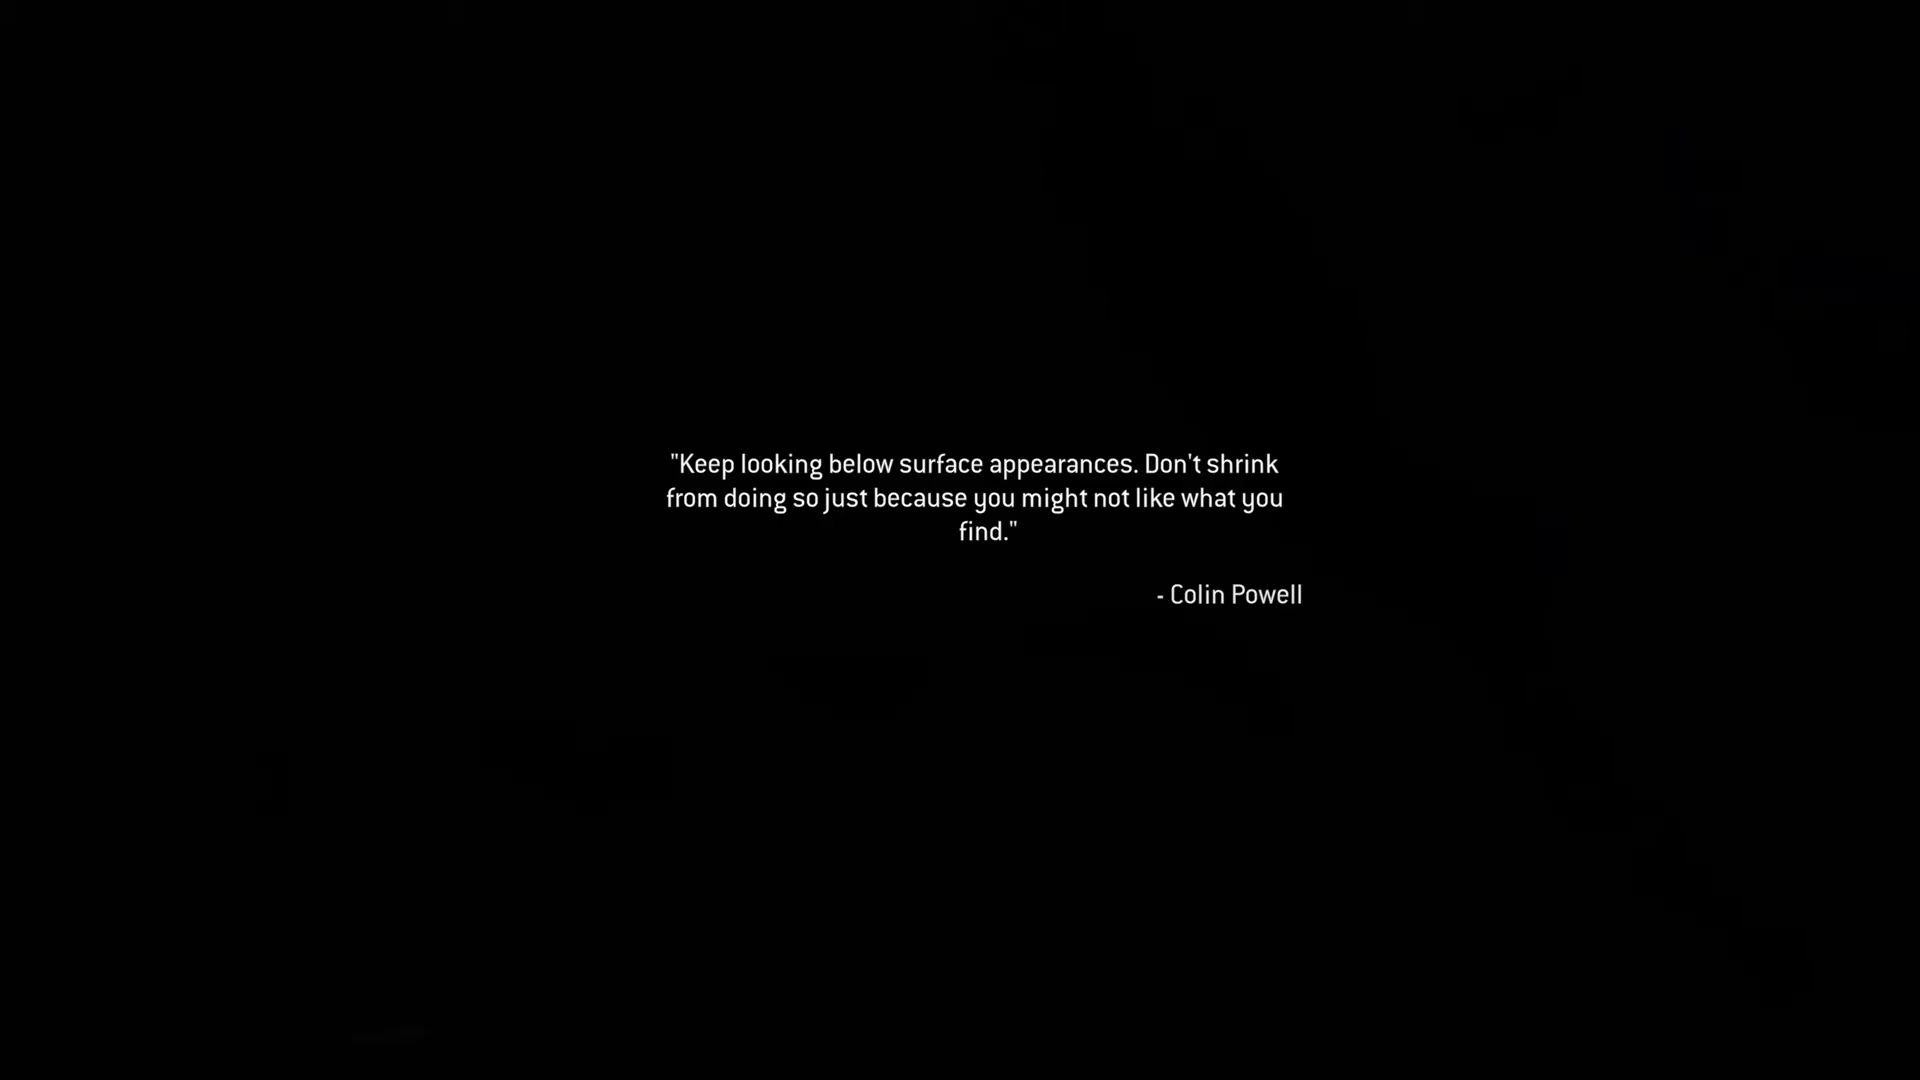 "Keep looking below surface appearances. Don't shrink
from doing so just because you might not like what you
find."
- Colin Powell